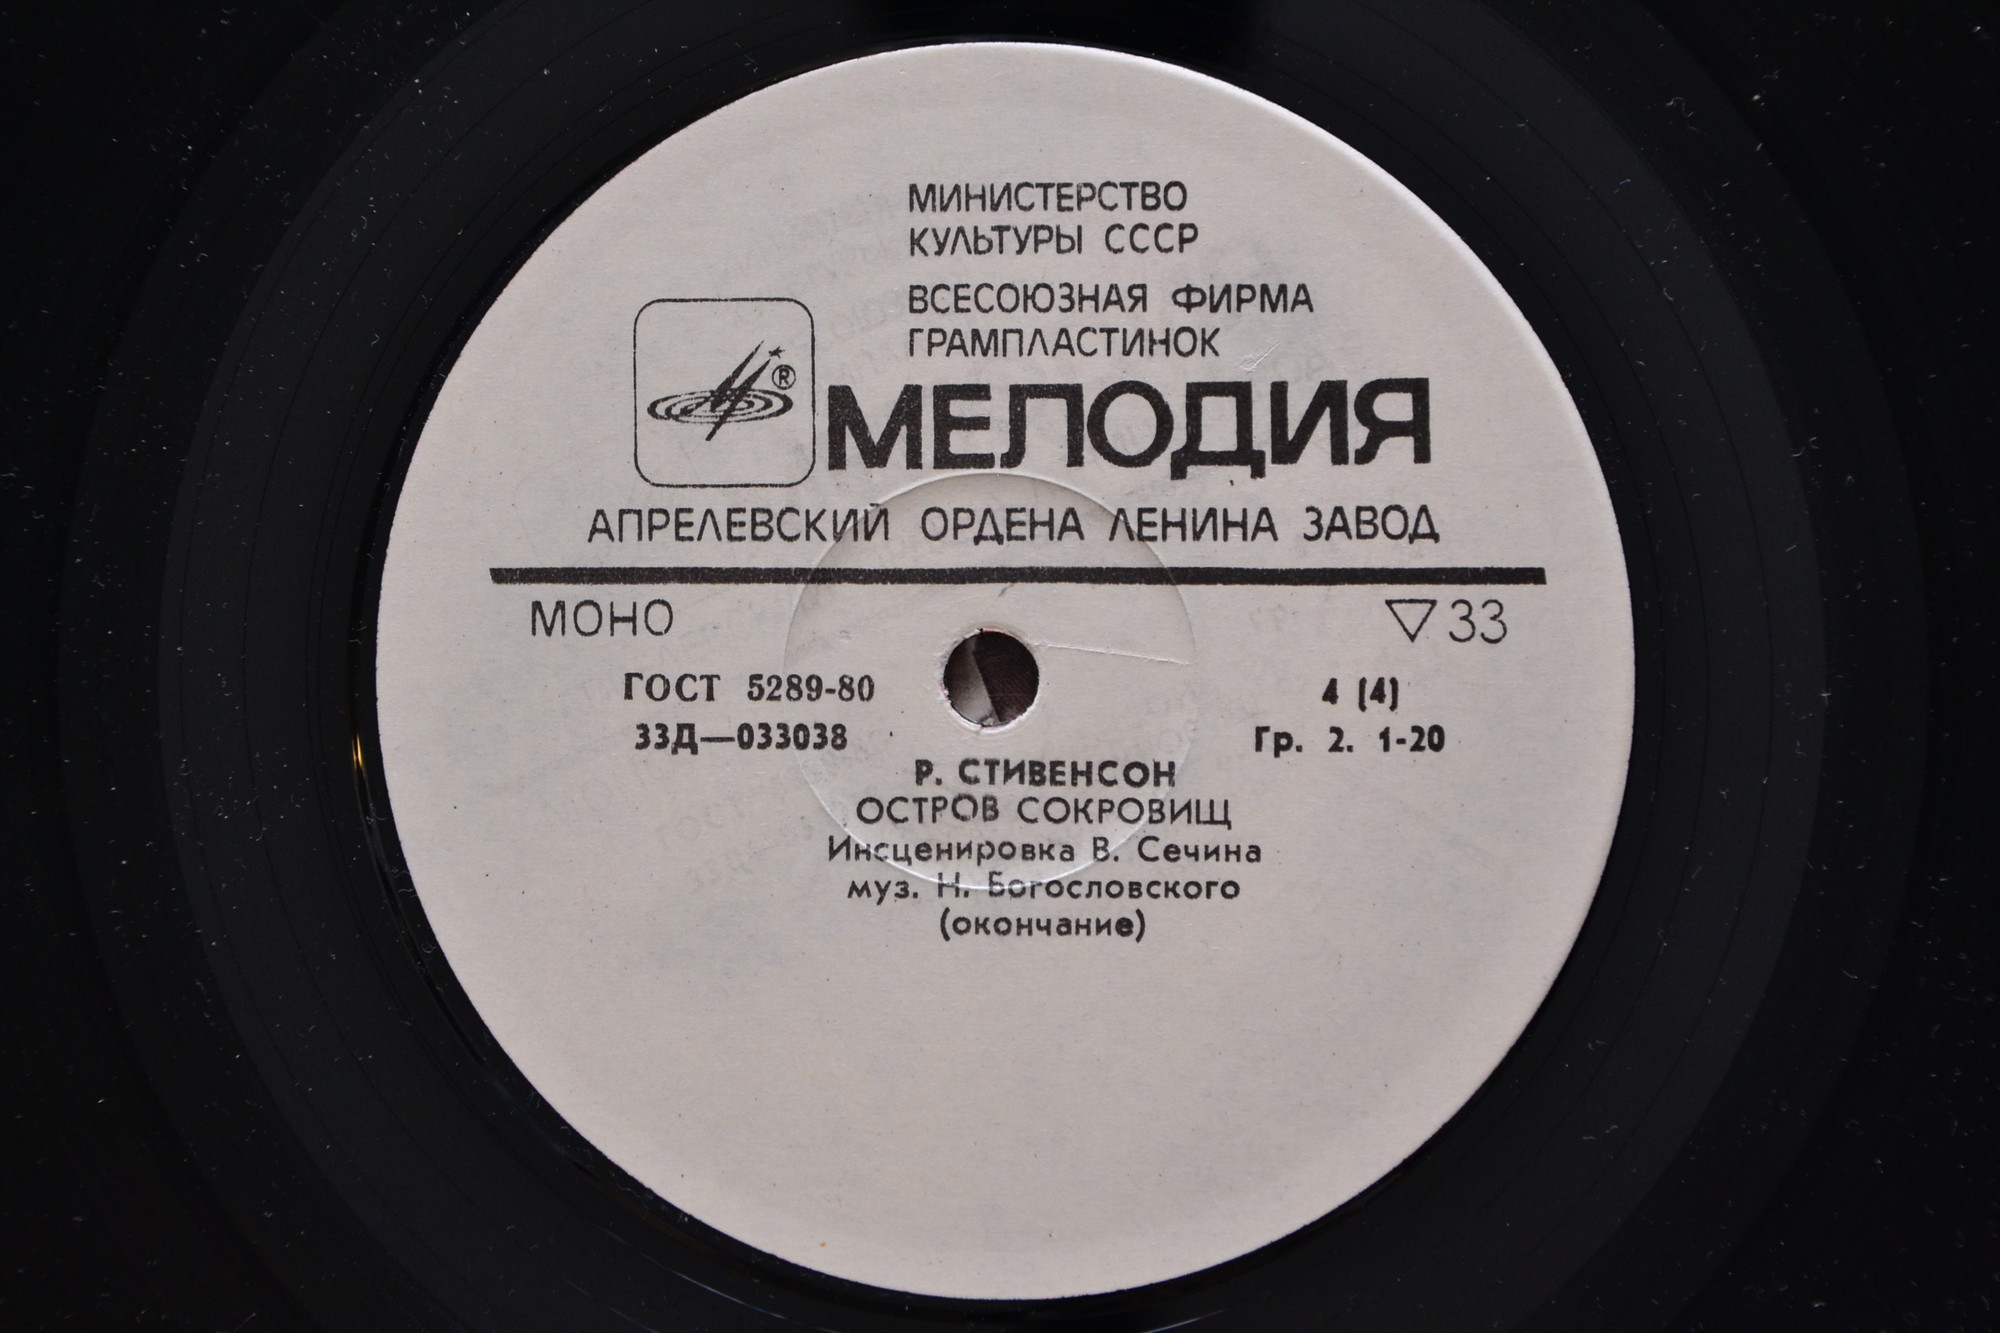 МИНИСТЕРСТВО
КУЛЬТУРЫ СССР
ВСЕСОЮЗНАЯ ФИРМА
ГРАМПЛАСТИНОК
®
МЕЛОДИЯ
АПРЕЛЕВСКИЙ ОРДЕНА ЛЕНИНА ЗАВОД
МОНО ▽33
ГОСТ 5289-80 4 (4)
33Д—033038 Гр. 2. 1-20
Р. СТИВЕНСОН
ОСТРОВ СОКРОВИЩ
Инсценировка В. Сечина
муз. Н. Богословского
(окончание)